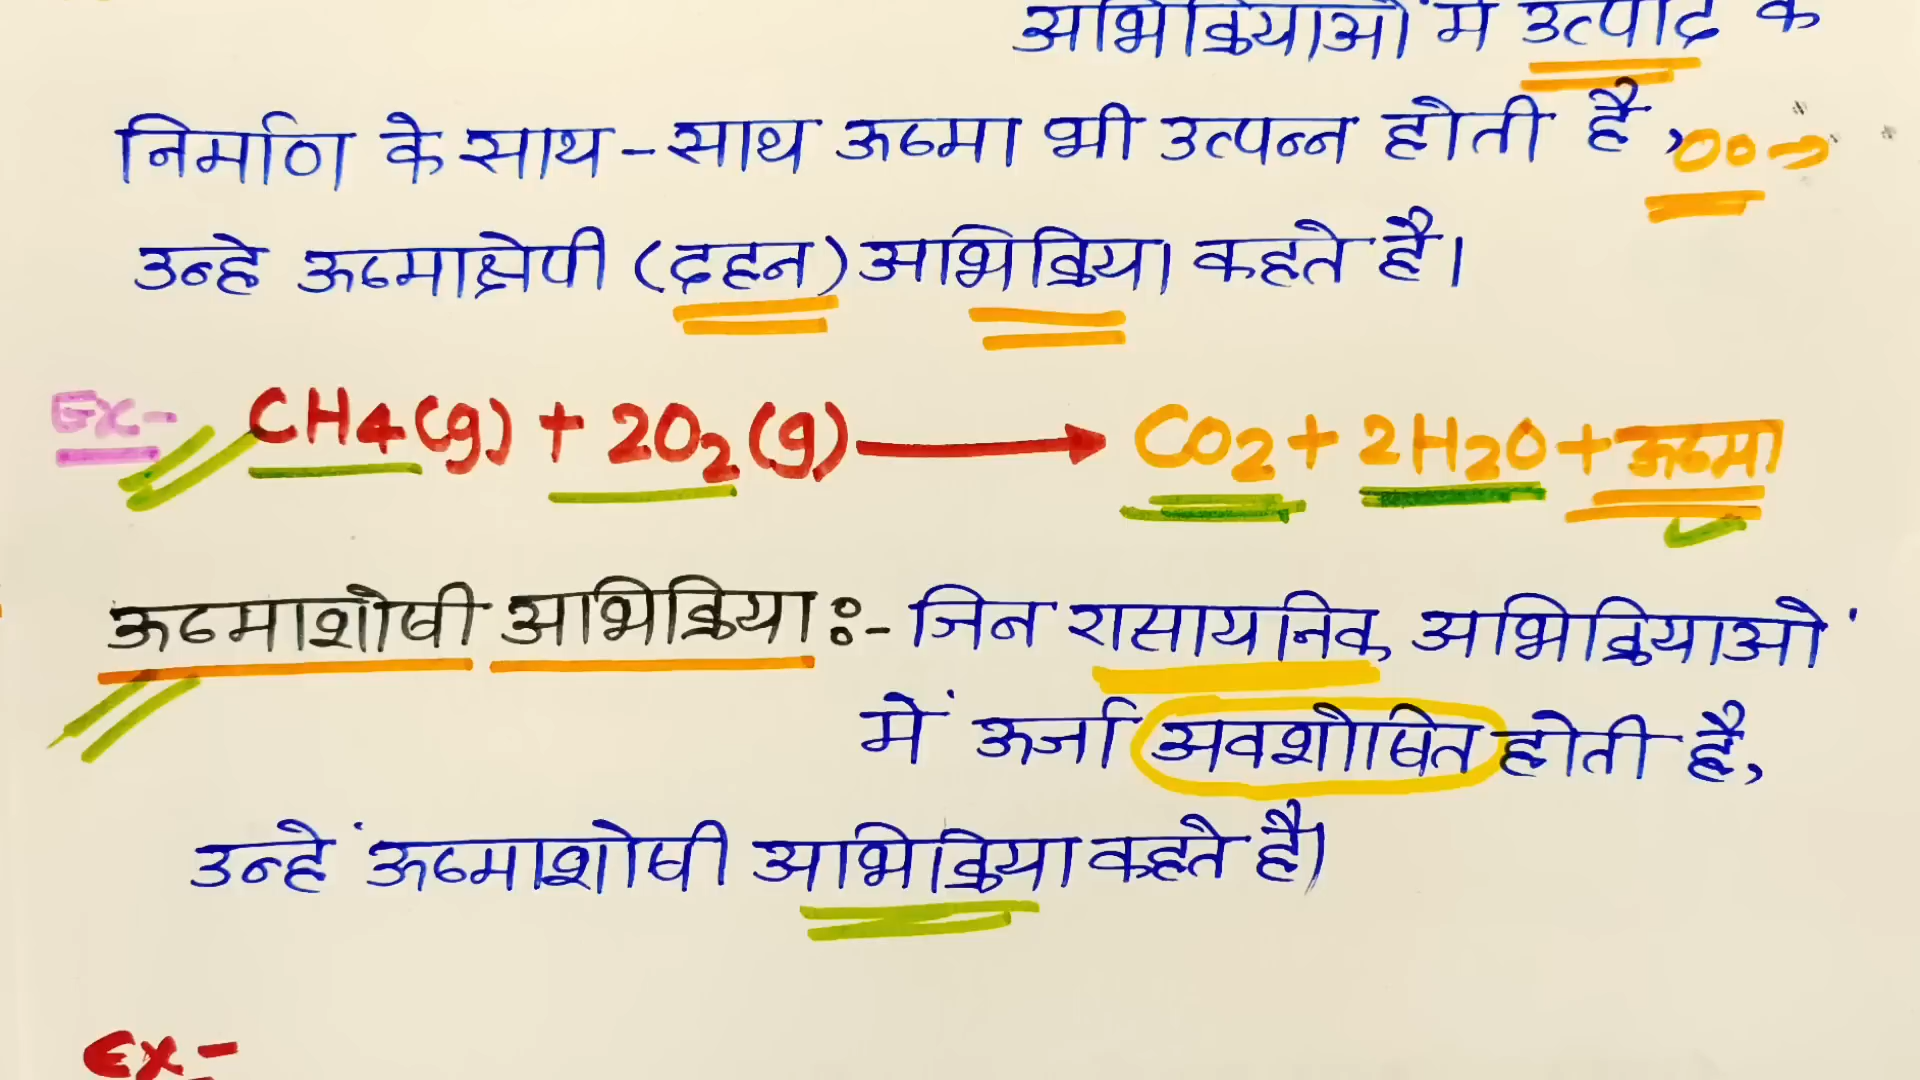 अभिक्रियाओं में उत्पाद के
निर्माण के साथ-साथ ऊष्मा भी उत्पन्न होती है,
उन्हे ऊष्माक्षेपी (दहन) अभिक्रिया कहते है।
Ex- CH4(g) + 2O2(g) → CO2 + 2H2O + ऊष्मा
ऊष्माशोषी अभिक्रिया :- जिन रासायनिक अभिक्रियाओं
में ऊर्जा अवशोषित होती है,
उन्हें ऊष्माशोषी अभिक्रिया कहते है।
Ex-